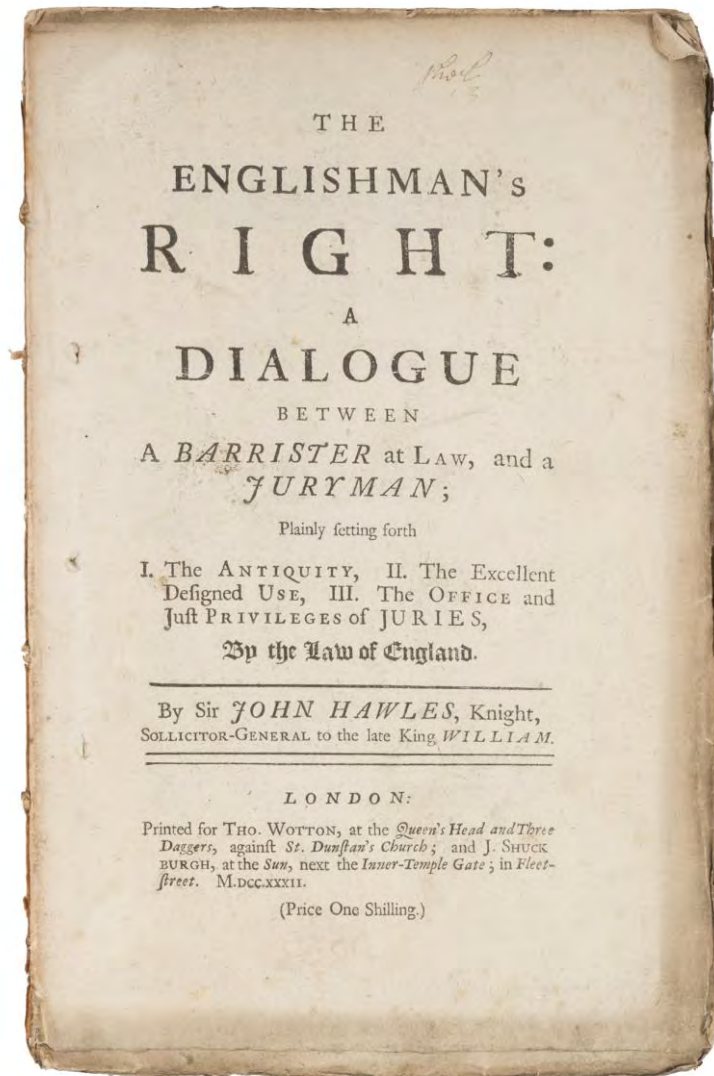 THE
ENGLISHMAN's
RIGHT:
A
DIALOGUE
BETWEEN
A BARRISTER at LAW, and a
JURYMAN;
Plainly ſetting forth
I. The ANTIQUITY, II. The Excellent
Deſigned USE, III. The OFFICE and
Juſt PRIVILEGES of JURIES,
By the Law of England.
By Sir JOHN HAWLES, Knight,
SOLLICITOR-GENERAL to the late King WILLIAM.
LONDON:
Printed for THO. WOTTON, at the Queen's Head and Three
Daggers, againſt St. Dunſtan's Church; and J. SHUCK
BURGH, at the Sun, next the Inner-Temple Gate; in Fleet-
ſtreet. M.DCC.XXXII.
(Price One Shilling.)